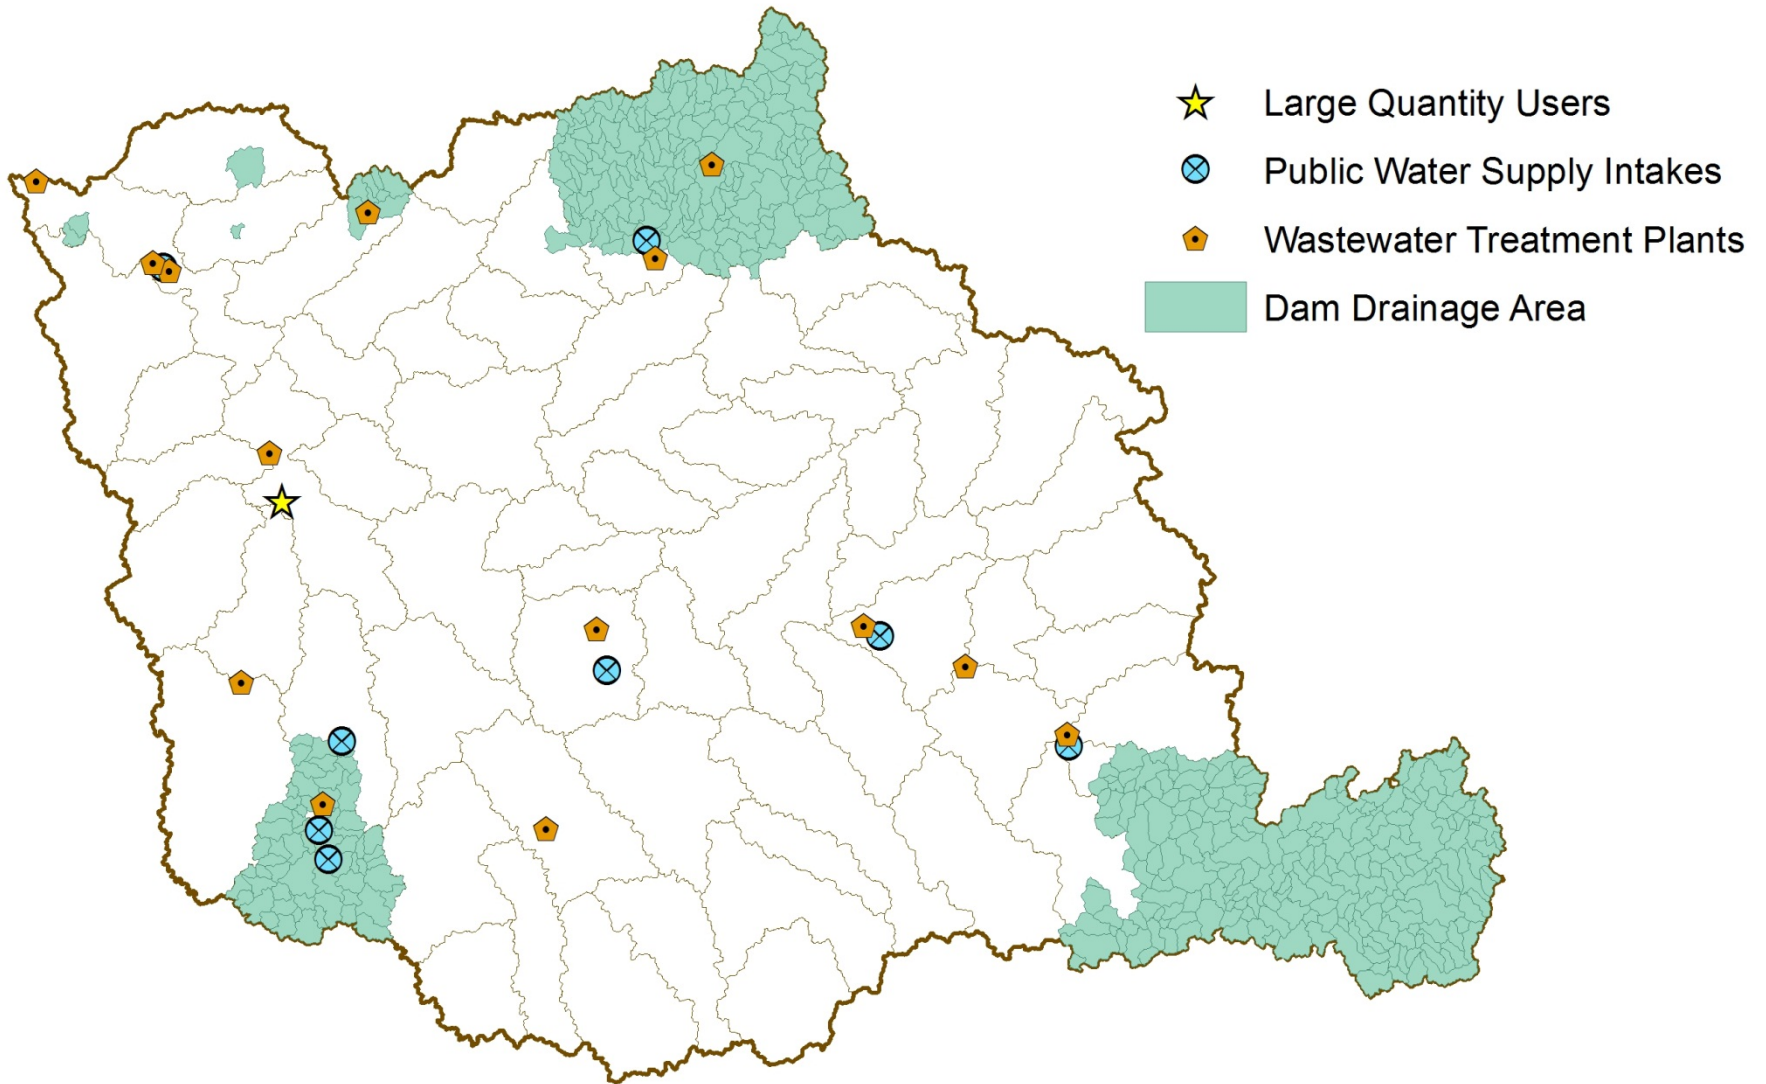 Large Quantity Users
Public Water Supply Intakes
Wastewater Treatment Plants
Dam Drainage Area